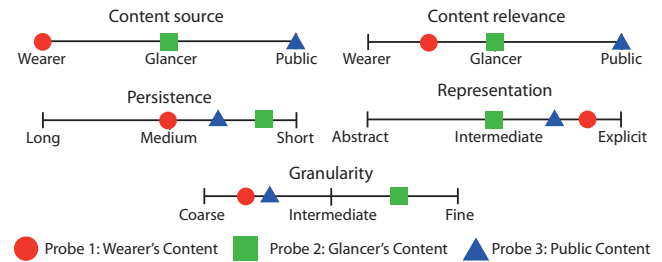 Content source
Content relevance
Wearer Glancer Public
Wearer Glancer Public
Persistence
Representation
Long Medium Short
Abstract Intermediate Explicit
Granularity
Coarse Intermediate Fine
Probe 1: Wearer's Content Probe 2: Glancer's Content Probe 3: Public Content